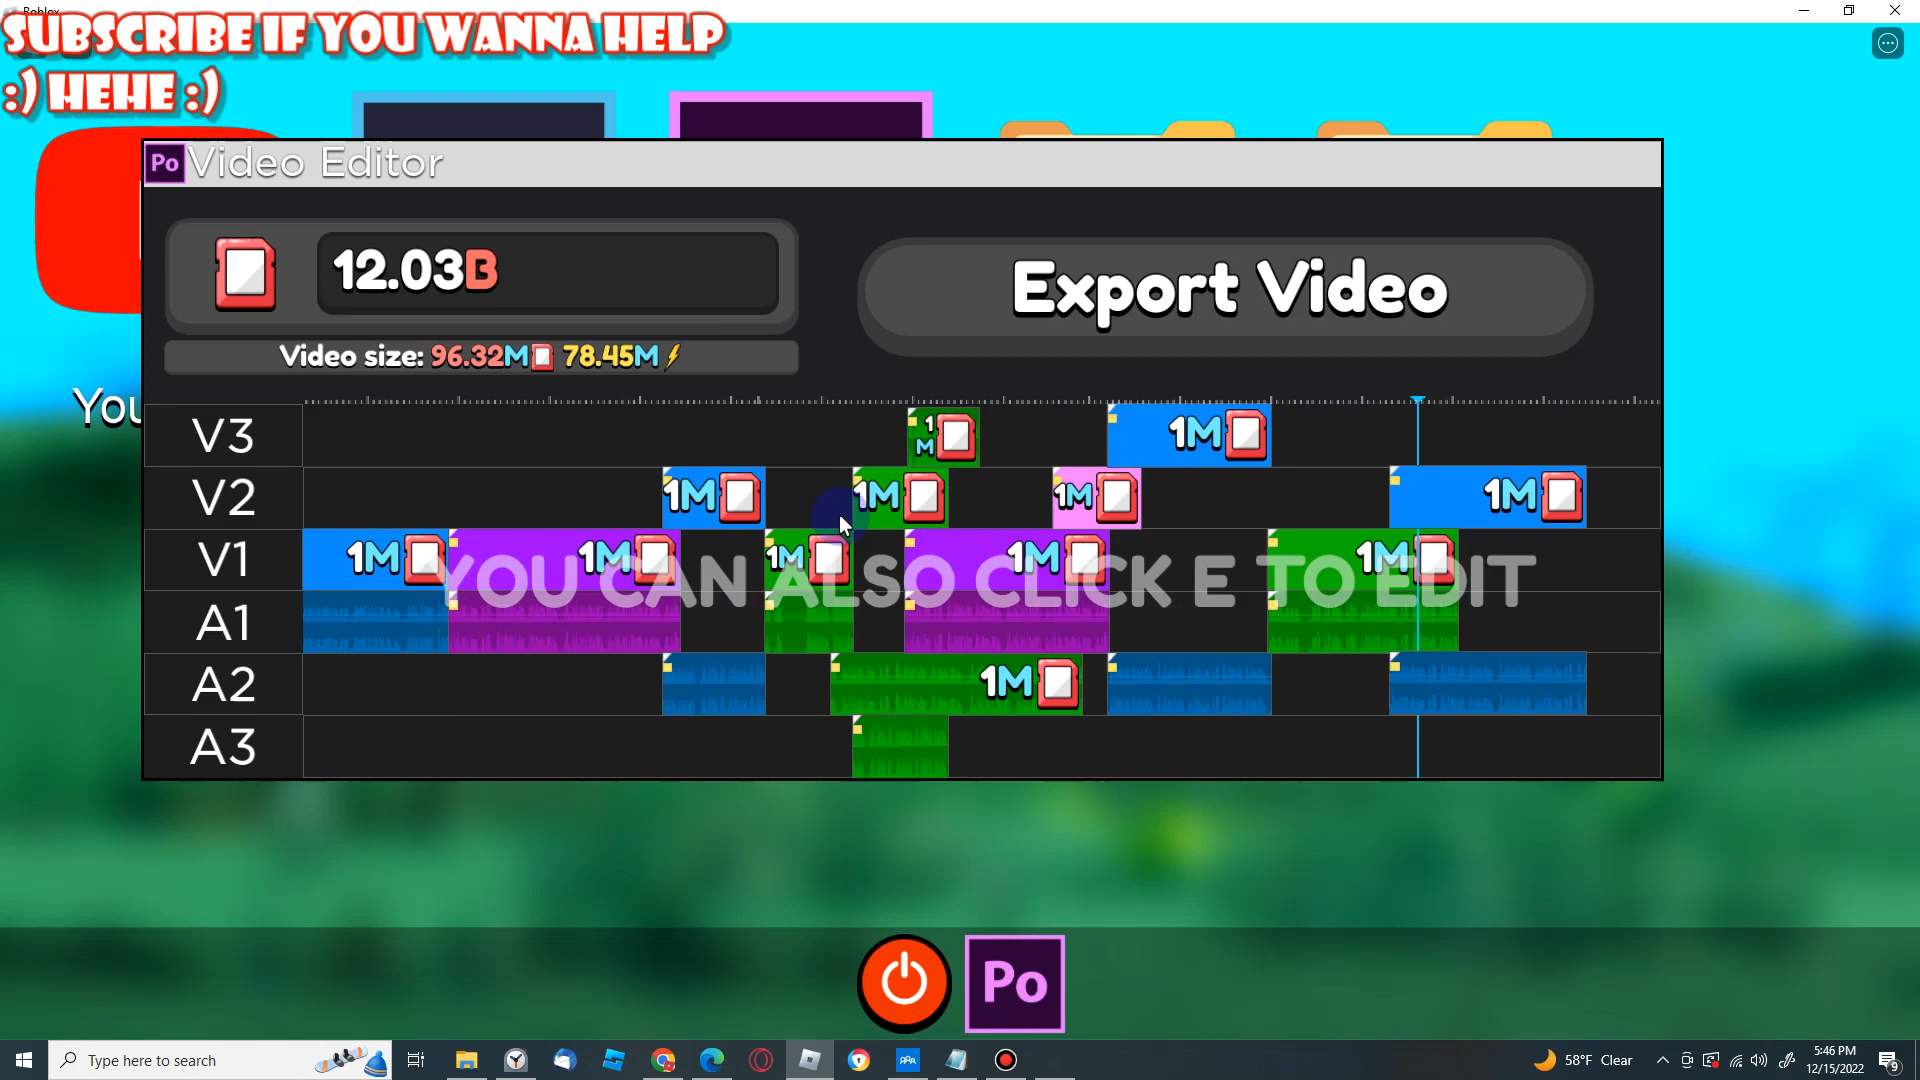 Roblox
SUBSCRIBE IF YOU WANNA HELP
:) HEHE :)
Po Video Editor
12.03B
Export Video
Video size: 96.32M 78.45M
You
V3
1
M
1M
V2
1M
1M
1M
1M
V1
1M
1M
1M
1M
1M
YOU CAN ALSO CLICK E TO EDIT
A1
A2
1M
A3
Po
Type here to search
58°F Clear
5:46 PM
12/15/2022
9